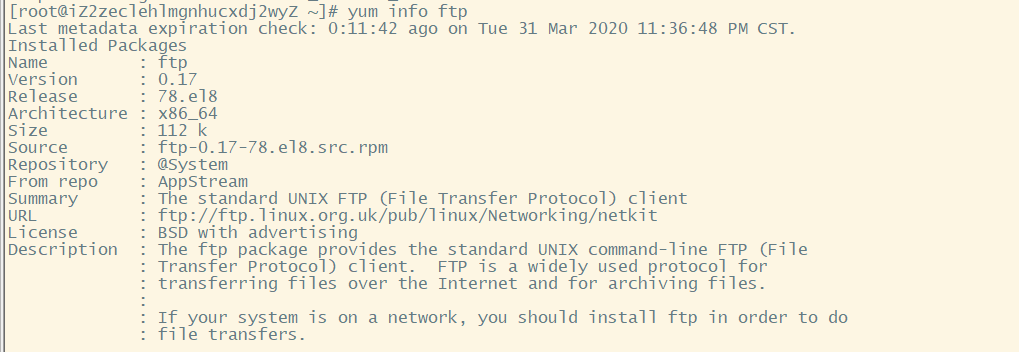 [root@iZ2zeclehlmgnhucxdj2wyZ ~]# yum info ftp
Last metadata expiration check: 0:11:42 ago on Tue 31 Mar 2020 11:36:48 PM CST.
Installed Packages
Name         : ftp
Version      : 0.17
Release      : 78.el8
Architecture : x86_64
Size         : 112 k
Source       : ftp-0.17-78.el8.src.rpm
Repository   : @System
From repo    : AppStream
Summary      : The standard UNIX FTP (File Transfer Protocol) client
URL          : ftp://ftp.linux.org.uk/pub/linux/Networking/netkit
License      : BSD with advertising
Description  : The ftp package provides the standard UNIX command-line FTP (File
             : Transfer Protocol) client.  FTP is a widely used protocol for
             : transferring files over the Internet and for archiving files.
             :
             : If your system is on a network, you should install ftp in order to do
             : file transfers.